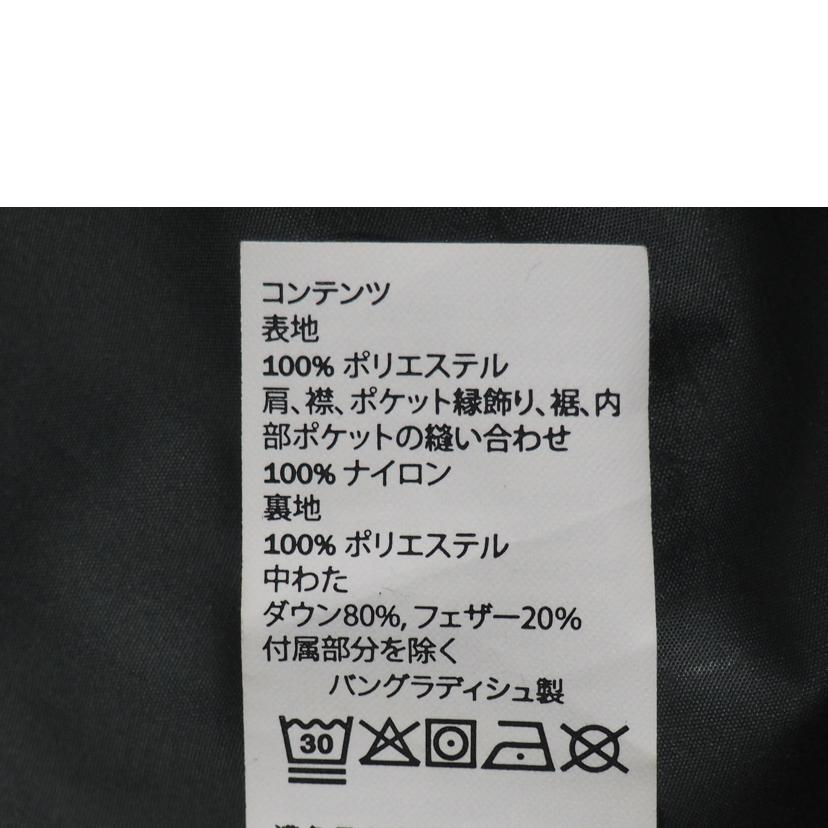 コンテンツ
表地
100% ポリエステル
肩、襟、ポケット縁飾り、裾、内
部ポケットの縫い合わせ
100% ナイロン
裏地
100% ポリエステル
中わた
ダウン80%, フェザー20%
付属部分を除く
バングラディシュ製
30